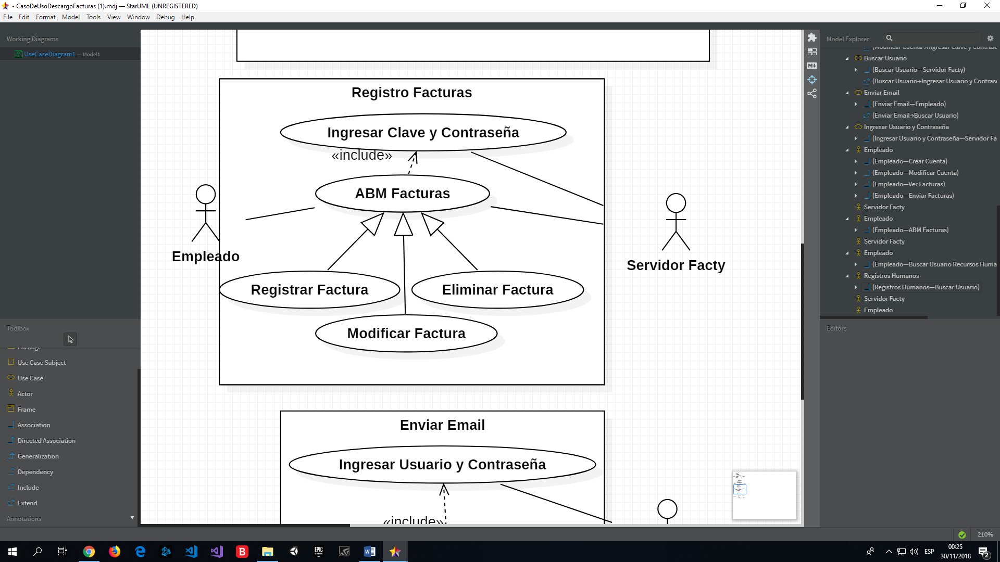 • CasoDeUsoDescargoFacturas (1).mdj — StarUML (UNREGISTERED)
File Edit Format Model Tools View Window Debug Help
Working Diagrams
UseCaseDiagram1 — Model1
Toolbox
Package
Use Case Subject
Use Case
Actor
Frame
Association
Directed Association
Generalization
Dependency
Include
Extend
Annotations
Registro Facturas
Ingresar Clave y Contraseña
«include»
ABM Facturas
Empleado
Servidor Facty
Registrar Factura
Eliminar Factura
Modificar Factura
Enviar Email
Ingresar Usuario y Contraseña
«include»
Model Explorer
(Modificar Cuenta→Ingresar Clave y Contras
Buscar Usuario
(Buscar Usuario—Servidor Facty)
(Buscar Usuario→Ingresar Usuario y Contras
Enviar Email
(Enviar Email—Empleado)
(Enviar Email→Buscar Usuario)
Ingresar Usuario y Contraseña
(Ingresar Usuario y Contraseña—Servidor Fa
Empleado
(Empleado—Crear Cuenta)
(Empleado—Modificar Cuenta)
(Empleado—Ver Facturas)
(Empleado—Enviar Facturas)
Servidor Facty
Empleado
(Empleado—ABM Facturas)
Servidor Facty
Empleado
(Empleado—Buscar Usuario Recursos Huma
Registros Humanos
(Registros Humanos—Buscar Usuario)
Servidor Facty
Empleado
Editors
210%
B
EPIC
GAMES
ESP
00:25
30/11/2018
2